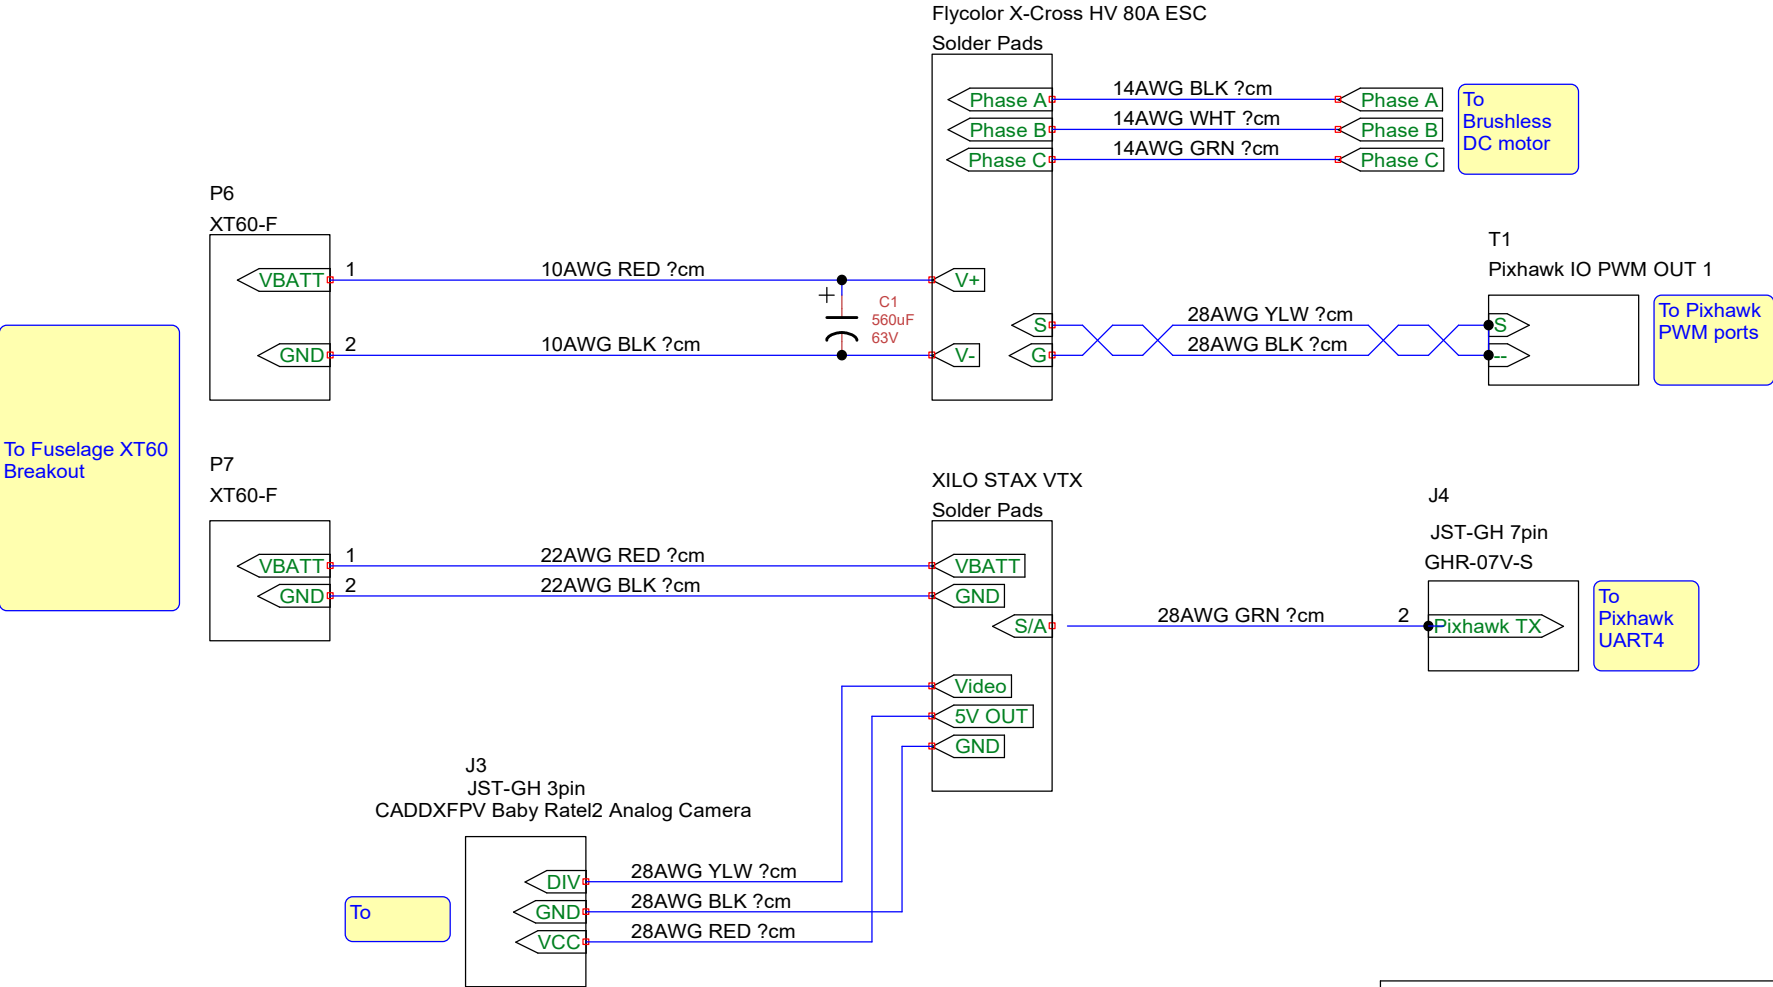 Flycolor X-Cross HV 80A ESC
Solder Pads
Phase A
14AWG BLK ?cm
Phase A
Phase B
14AWG WHT ?cm
Phase B
Phase C
14AWG GRN ?cm
Phase C
To
Brushless
DC motor
P6
XT60-F
VBATT
1
10AWG RED ?cm
V+
GND
2
10AWG BLK ?cm
V-
+
C1
560uF
63V
S
28AWG YLW ?cm
S
G
28AWG BLK ?cm
--
T1
Pixhawk IO PWM OUT 1
To Pixhawk
PWM ports
To Fuselage XT60
Breakout
P7
XT60-F
VBATT
1
22AWG RED ?cm
VBATT
GND
2
22AWG BLK ?cm
GND
XILO STAX VTX
Solder Pads
S/A
28AWG GRN ?cm
2
Pixhawk TX
J4
JST-GH 7pin
GHR-07V-S
To
Pixhawk
UART4
Video
5V OUT
GND
J3
JST-GH 3pin
CADDXFPV Baby Ratel2 Analog Camera
DIV
28AWG YLW ?cm
GND
28AWG BLK ?cm
VCC
28AWG RED ?cm
To